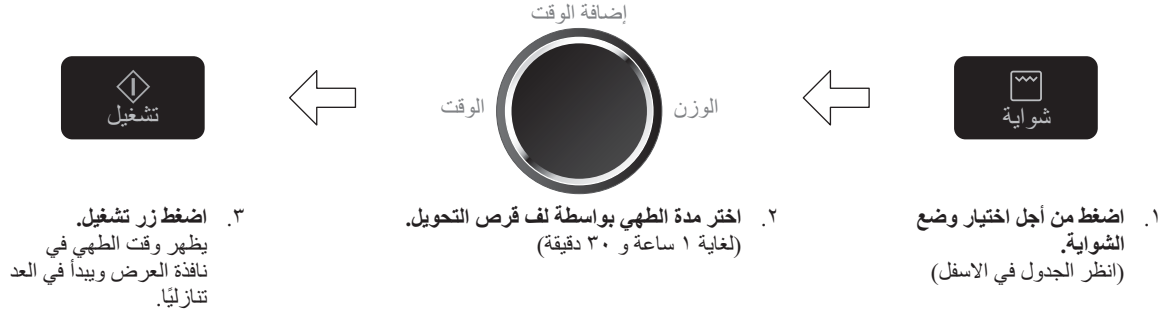 إضافة الوقت
شواية
الوزن
الوقت
تشغيل
١. اضغط من أجل اختيار وضع
الشواية.
(انظر الجدول في الاسفل)
٢. اختر مدة الطهي بواسطة لف قرص التحويل.
(لغاية ١ ساعة و ٣٠ دقيقة)
٣. اضغط زر تشغيل.
يظهر وقت الطهي في
نافذة العرض ويبدأ في العد
تنازليًا.